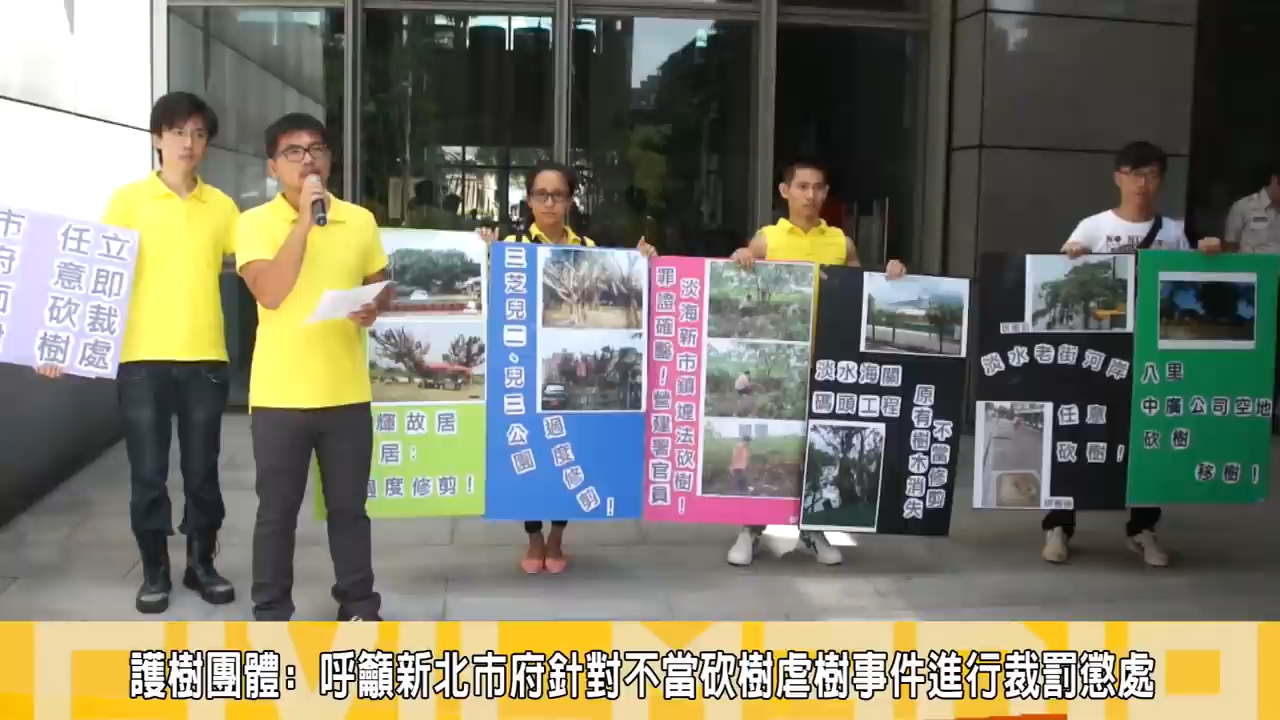 市府
立即裁處
任意砍樹
輝故居
居：
過度修剪！
三芝兒二、兒三公園
過度修剪！
淡海新市鎮違法砍樹！
罪證確鑿！營建署官員
淡水海關
碼頭工程
原有樹木消失
不當修剪
淡水老街河岸
任意
砍樹！
八里
中廣公司空地
砍樹
移樹！
護樹團體：呼籲新北市府針對不當砍樹虐樹事件進行裁罰懲處